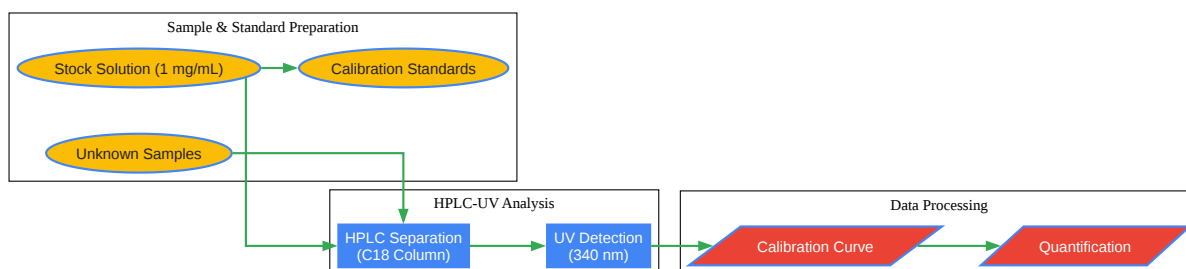 Sample & Standard Preparation
Stock Solution (1 mg/mL)
Calibration Standards
Unknown Samples
HPLC-UV Analysis
HPLC Separation
(C18 Column)
UV Detection
(340 nm)
Data Processing
Calibration Curve
Quantification